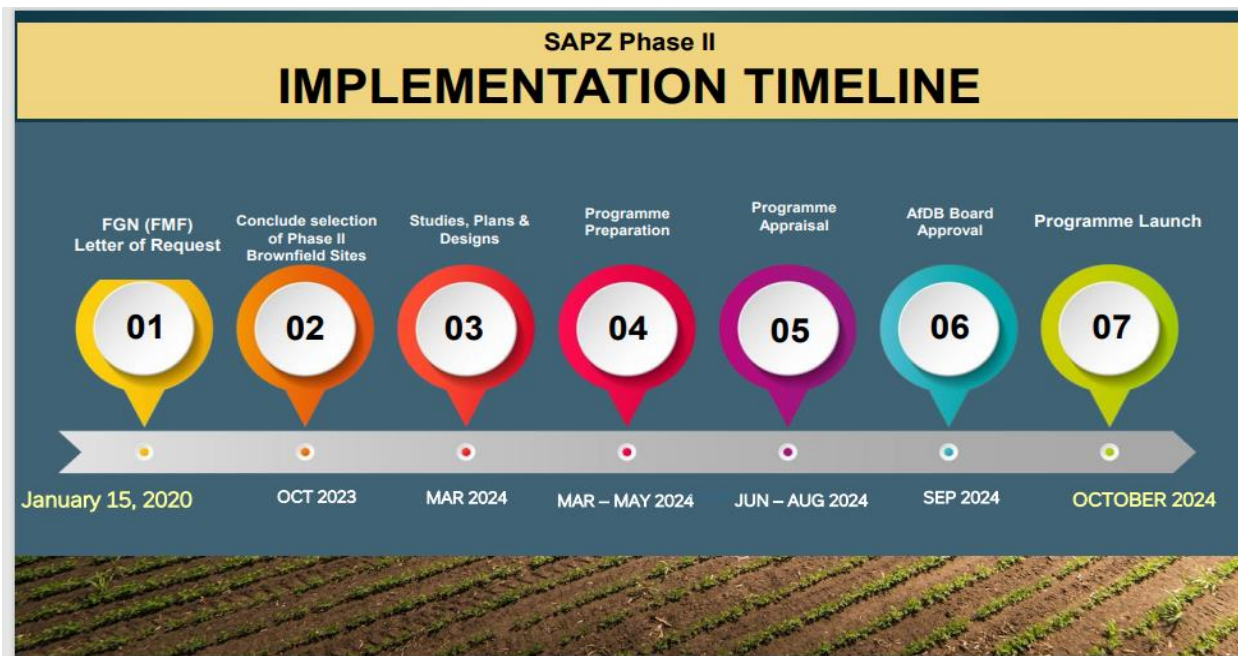 SAPZ Phase II
IMPLEMENTATION TIMELINE
FGN (FMF)
Letter of Request
Conclude selection
of Phase II
Brownfield Sites
Studies, Plans &
Designs
Programme
Preparation
Programme
Appraisal
AfDB Board
Approval
Programme Launch
01
02
03
04
05
06
07
January 15, 2020
OCT 2023
MAR 2024
MAR – MAY 2024
JUN – AUG 2024
SEP 2024
OCTOBER 2024